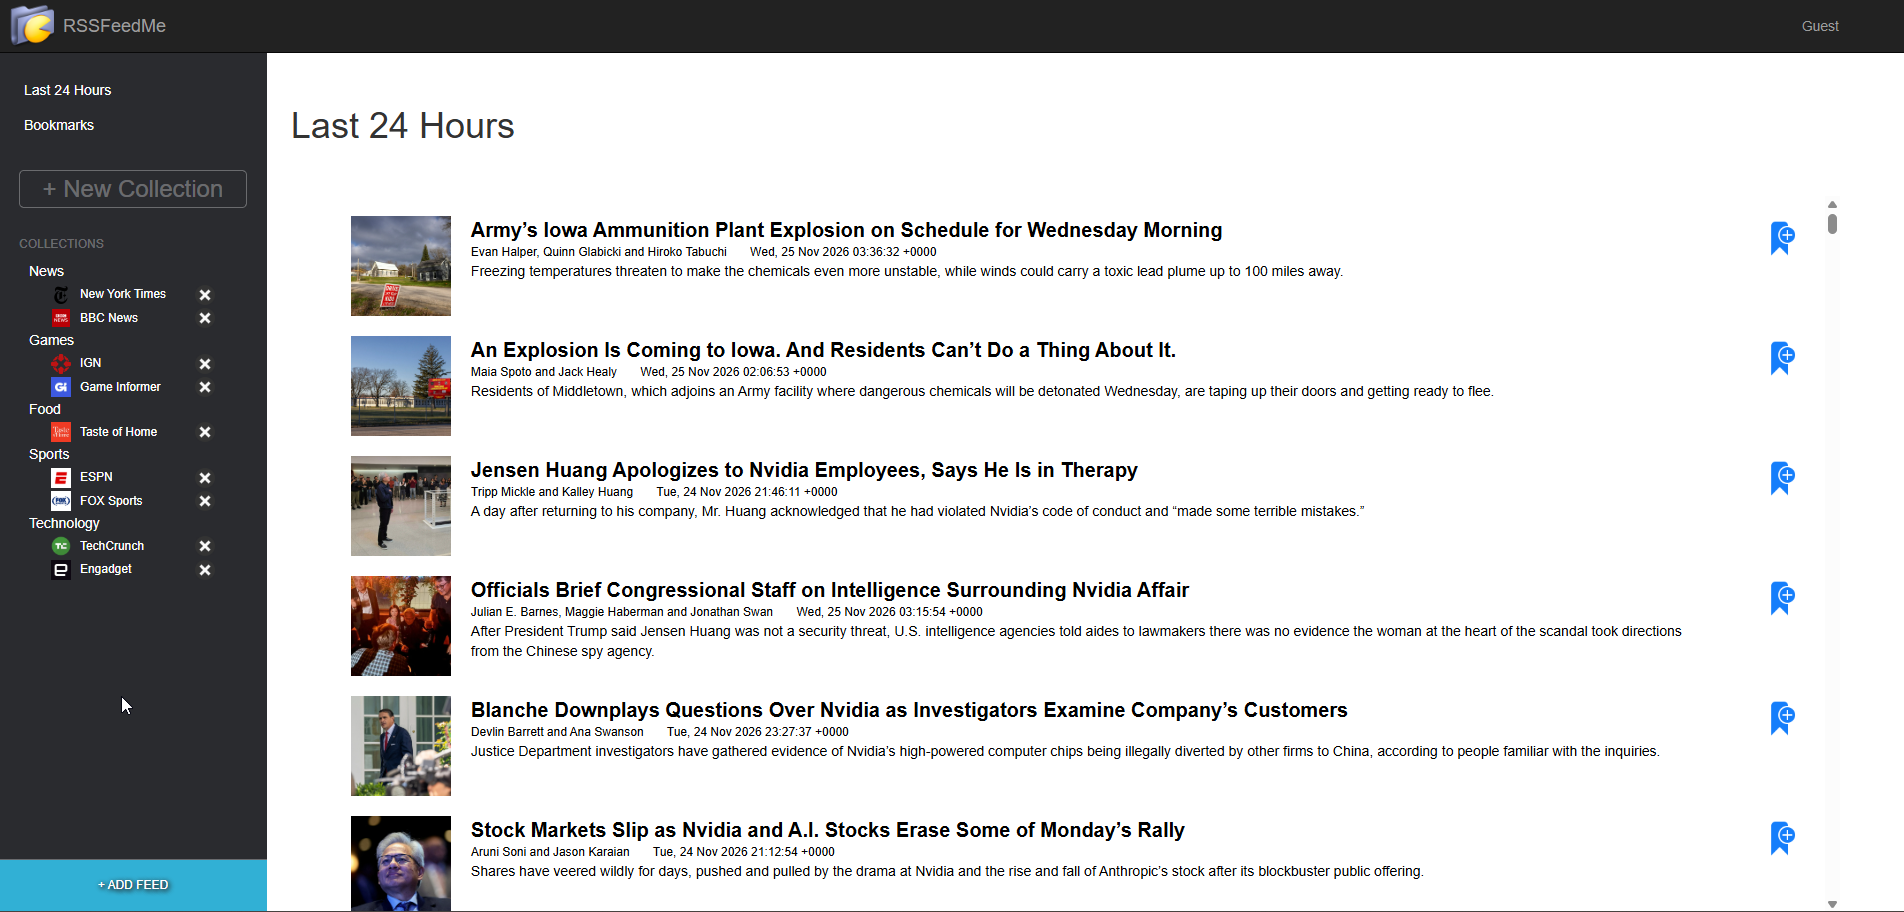 RSSFeedMe
Guest
Last 24 Hours
Bookmarks
+ New Collection
COLLECTIONS
News
New York Times
BBC News
Games
IGN
Game Informer
Food
Taste of Home
Sports
ESPN
FOX Sports
Technology
TechCrunch
Engadget
+ ADD FEED
Last 24 Hours
Army’s Iowa Ammunition Plant Explosion on Schedule for Wednesday Morning
Evan Halper, Quinn Glabicki and Hiroko Tabuchi Wed, 25 Nov 2026 03:36:32 +0000
Freezing temperatures threaten to make the chemicals even more unstable, while winds could carry a toxic lead plume up to 100 miles away.
An Explosion Is Coming to Iowa. And Residents Can’t Do a Thing About It.
Maia Spoto and Jack Healy Wed, 25 Nov 2026 02:06:53 +0000
Residents of Middletown, which adjoins an Army facility where dangerous chemicals will be detonated Wednesday, are taping up their doors and getting ready to flee.
Jensen Huang Apologizes to Nvidia Employees, Says He Is in Therapy
Tripp Mickle and Kalley Huang Tue, 24 Nov 2026 21:46:11 +0000
A day after returning to his company, Mr. Huang acknowledged that he had violated Nvidia’s code of conduct and “made some terrible mistakes.”
Officials Brief Congressional Staff on Intelligence Surrounding Nvidia Affair
Julian E. Barnes, Maggie Haberman and Jonathan Swan Wed, 25 Nov 2026 03:15:54 +0000
After President Trump said Jensen Huang was not a security threat, U.S. intelligence agencies told aides to lawmakers there was no evidence the woman at the heart of the scandal took directions
from the Chinese spy agency.
Blanche Downplays Questions Over Nvidia as Investigators Examine Company’s Customers
Devlin Barrett and Ana Swanson Tue, 24 Nov 2026 23:27:37 +0000
Justice Department investigators have gathered evidence of Nvidia’s high-powered computer chips being illegally diverted by other firms to China, according to people familiar with the inquiries.
Stock Markets Slip as Nvidia and A.I. Stocks Erase Some of Monday’s Rally
Aruni Soni and Jason Karaian Tue, 24 Nov 2026 21:12:54 +0000
Shares have veered wildly for days, pushed and pulled by the drama at Nvidia and the rise and fall of Anthropic’s stock after its blockbuster public offering.